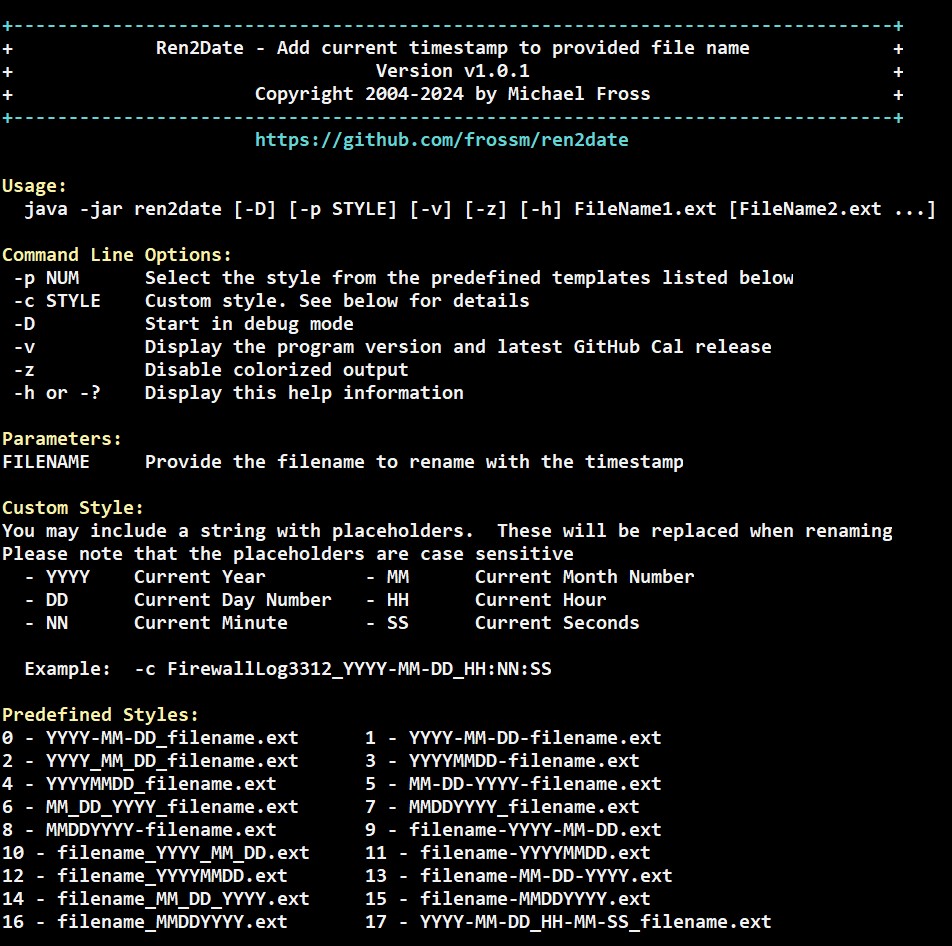 +--------------------------------------------------------------------------------+
+             Ren2Date - Add current timestamp to provided file name             +
+                                 Version v1.0.1                                 +
+                      Copyright 2004-2024 by Michael Fross                      +
+--------------------------------------------------------------------------------+
                       https://github.com/frossm/ren2date

Usage:
  java -jar ren2date [-D] [-p STYLE] [-v] [-z] [-h] FileName1.ext [FileName2.ext ...]

Command Line Options:
 -p NUM      Select the style from the predefined templates listed below
 -c STYLE    Custom style. See below for details
 -D          Start in debug mode
 -v          Display the program version and latest GitHub Cal release
 -z          Disable colorized output
 -h or -?    Display this help information

Parameters:
FILENAME     Provide the filename to rename with the timestamp

Custom Style:
You may include a string with placeholders.  These will be replaced when renaming
Please note that the placeholders are case sensitive
  - YYYY    Current Year         - MM      Current Month Number
  - DD      Current Day Number   - HH      Current Hour
  - NN      Current Minute       - SS      Current Seconds

  Example:  -c FirewallLog3312_YYYY-MM-DD_HH:NN:SS

Predefined Styles:
0 - YYYY-MM-DD_filename.ext      1 - YYYY-MM-DD-filename.ext
2 - YYYY_MM_DD_filename.ext      3 - YYYYMMDD-filename.ext
4 - YYYYMMDD_filename.ext        5 - MM-DD-YYYY-filename.ext
6 - MM_DD_YYYY_filename.ext      7 - MMDDYYYY_filename.ext
8 - MMDDYYYY-filename.ext        9 - filename-YYYY-MM-DD.ext
10 - filename_YYYY_MM_DD.ext     11 - filename-YYYYMMDD.ext
12 - filename_YYYYMMDD.ext       13 - filename-MM-DD-YYYY.ext
14 - filename_MM_DD_YYYY.ext     15 - filename-MMDDYYYY.ext
16 - filename_MMDDYYYY.ext       17 - YYYY-MM-DD_HH-MM-SS_filename.ext